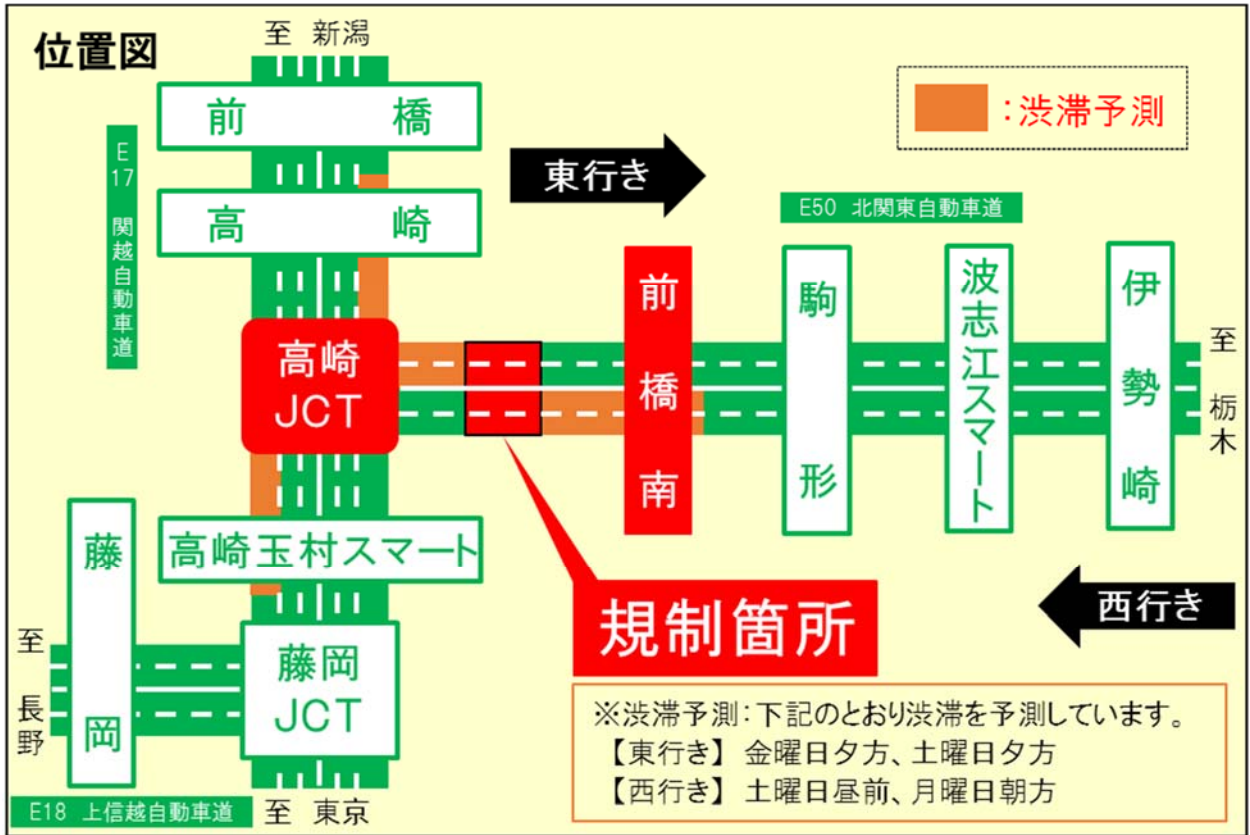 位置図
至 新潟
前橋
:渋滞予測
E17 関越自動車道
東行き
高崎
E50 北関東自動車道
前橋南
駒形
波志江スマート
伊勢崎
至 栃木
高崎
JCT
高崎玉村スマート
藤岡
規制箇所
西行き
至 長野
藤岡
JCT
※渋滞予測:下記のとおり渋滞を予測しています。
【東行き】 金曜日夕方、土曜日夕方
【西行き】 土曜日昼前、月曜日朝方
E18 上信越自動車道
至 東京